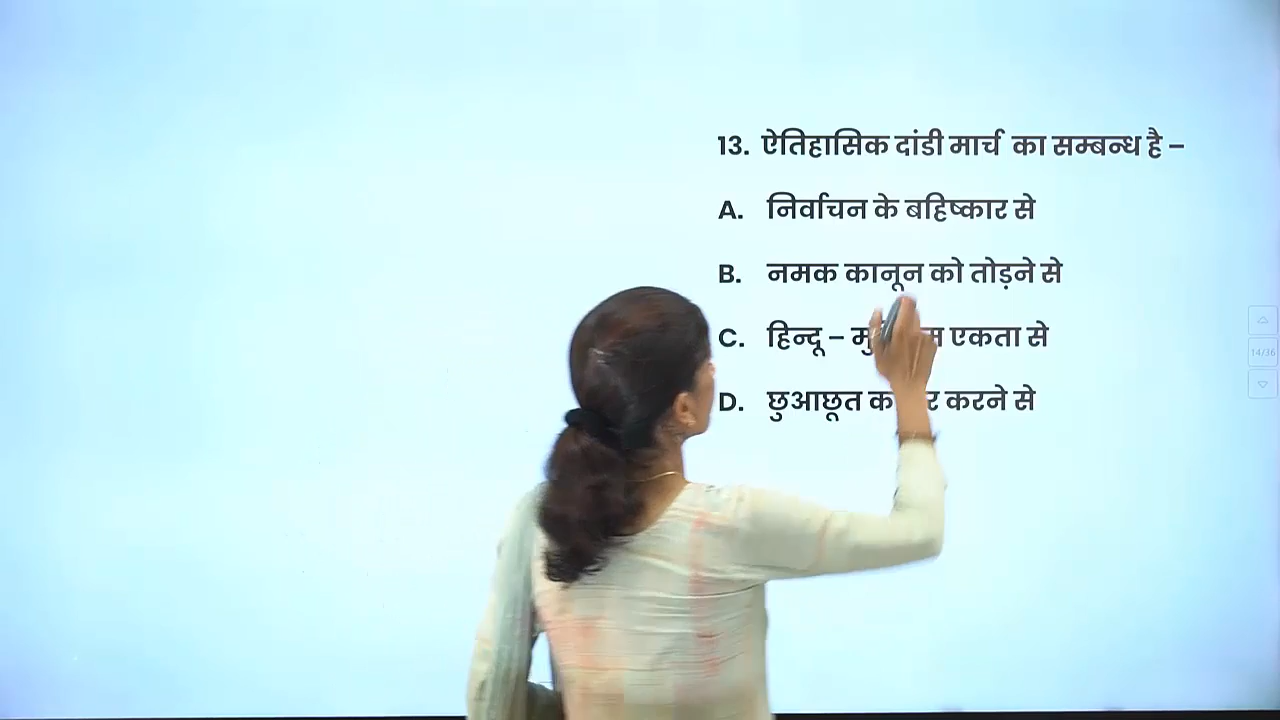 13. ऐतिहासिक दांडी मार्च का सम्बन्ध है –
A. निर्वाचन के बहिष्कार से
B. नमक कानून को तोड़ने से
C. हिन्दू – एकता से
D. छुआछूत करने से
14/36